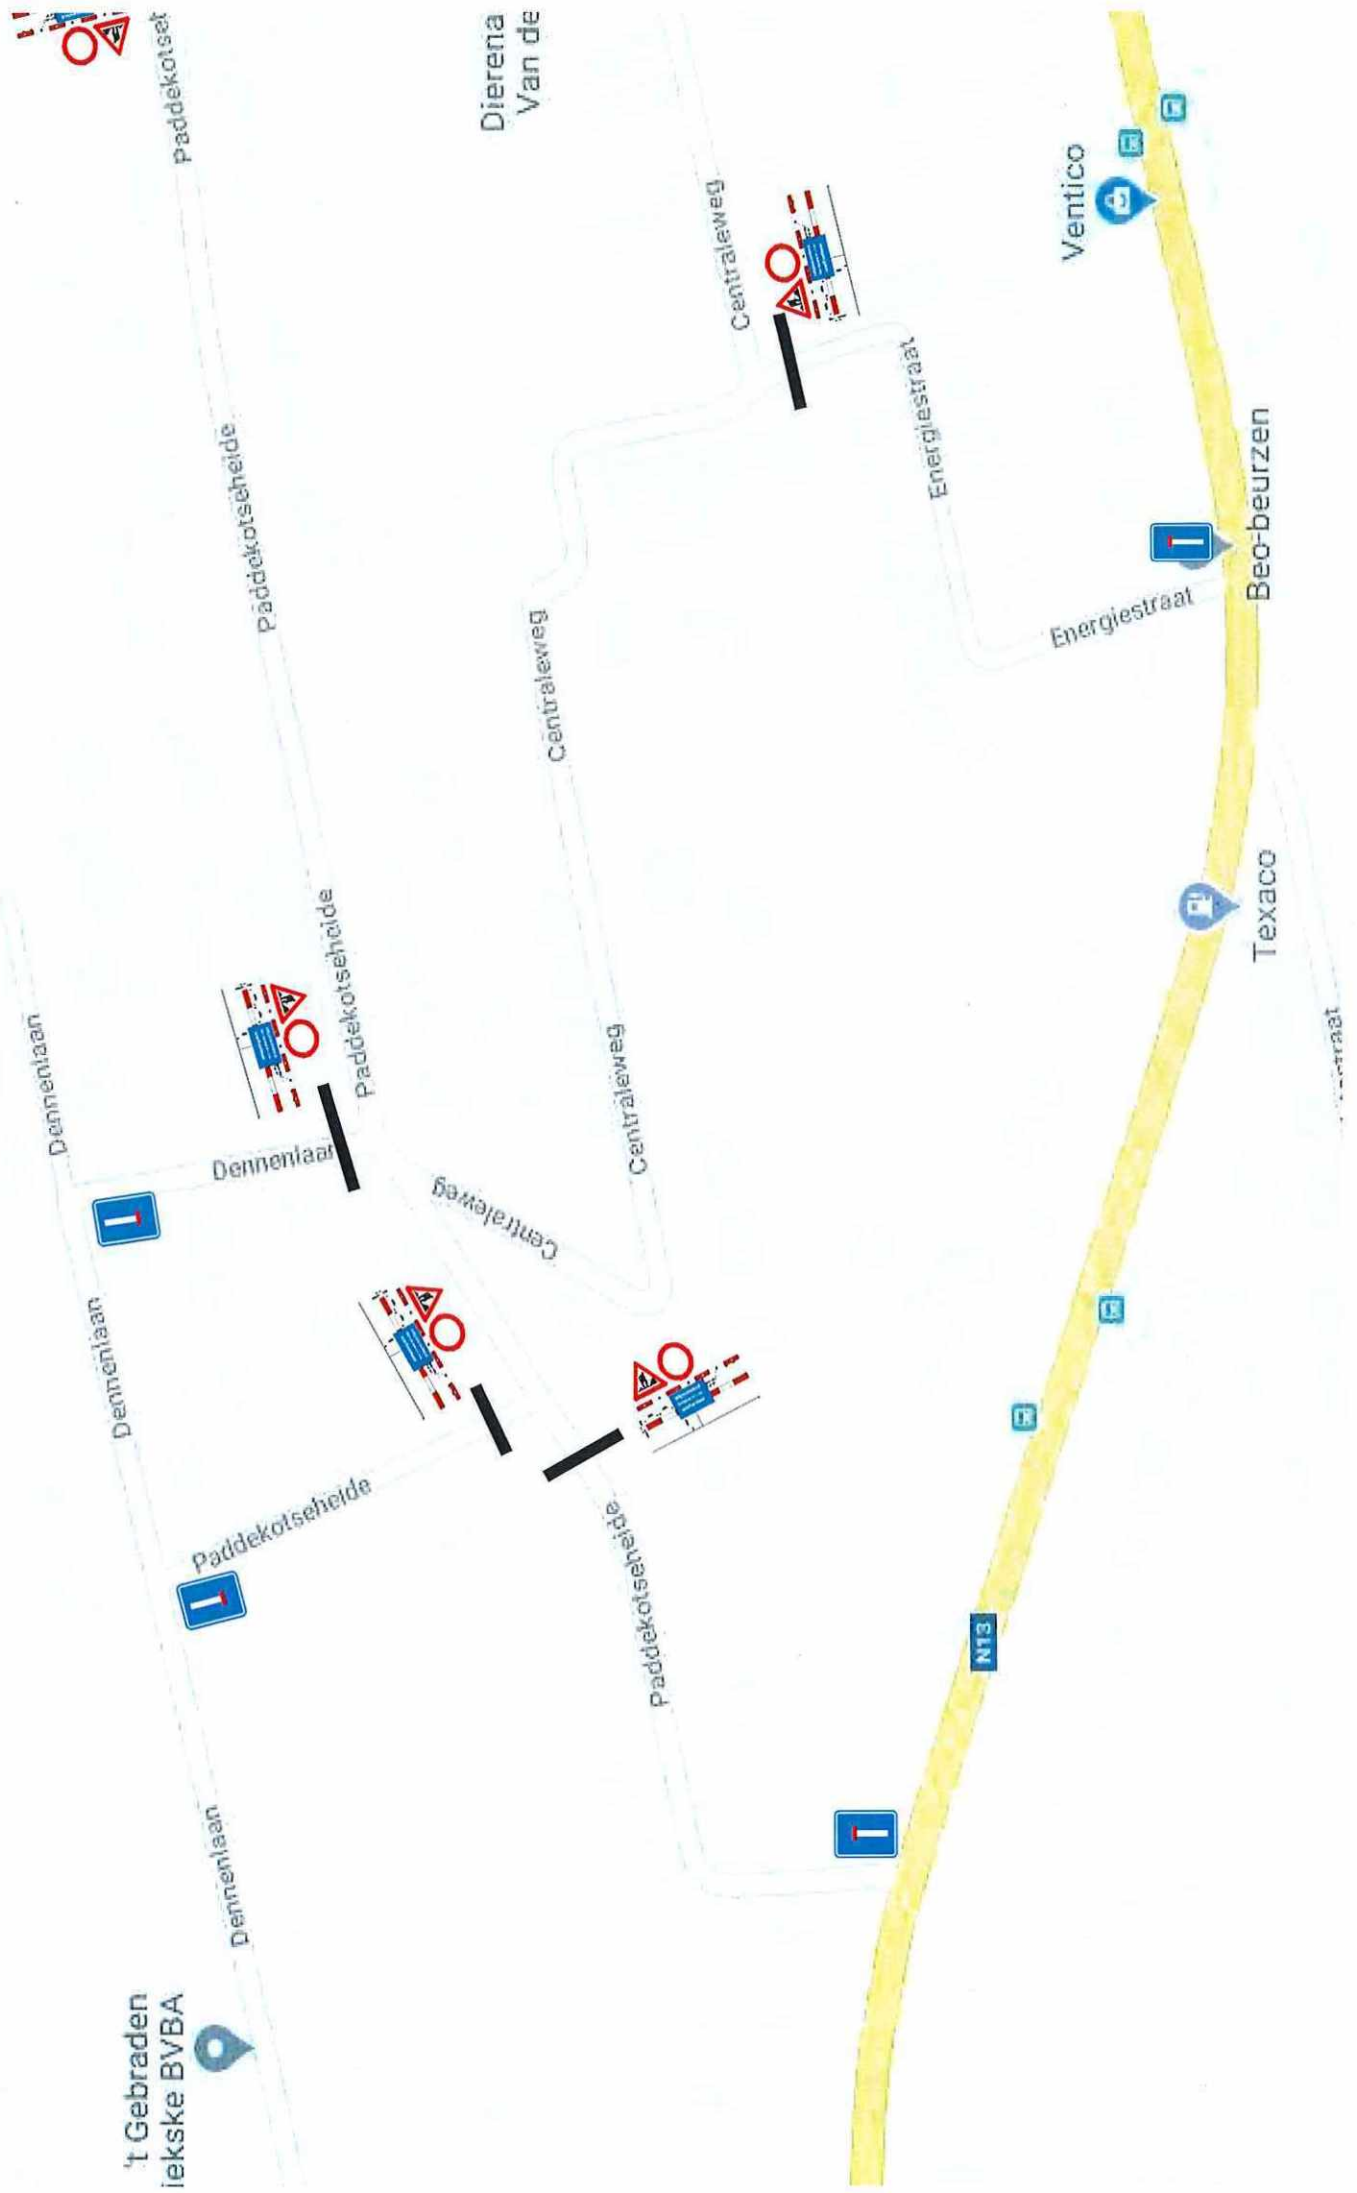 Paddekotset
Dierena
Van de
Centraleweg
Ventico
Paddekotseheide
Energiestraat
Beo-beurzen
Energiestraat
Centraleweg
Paddekotseheide
Texaco
Dennenlaan
Dennenlaan
Centraleweg
Centraleweg
Dennenlaan
Paddekotseheide
Paddekotseheide
N13
Dennenlaan
't Gebraden
iekske BVBA